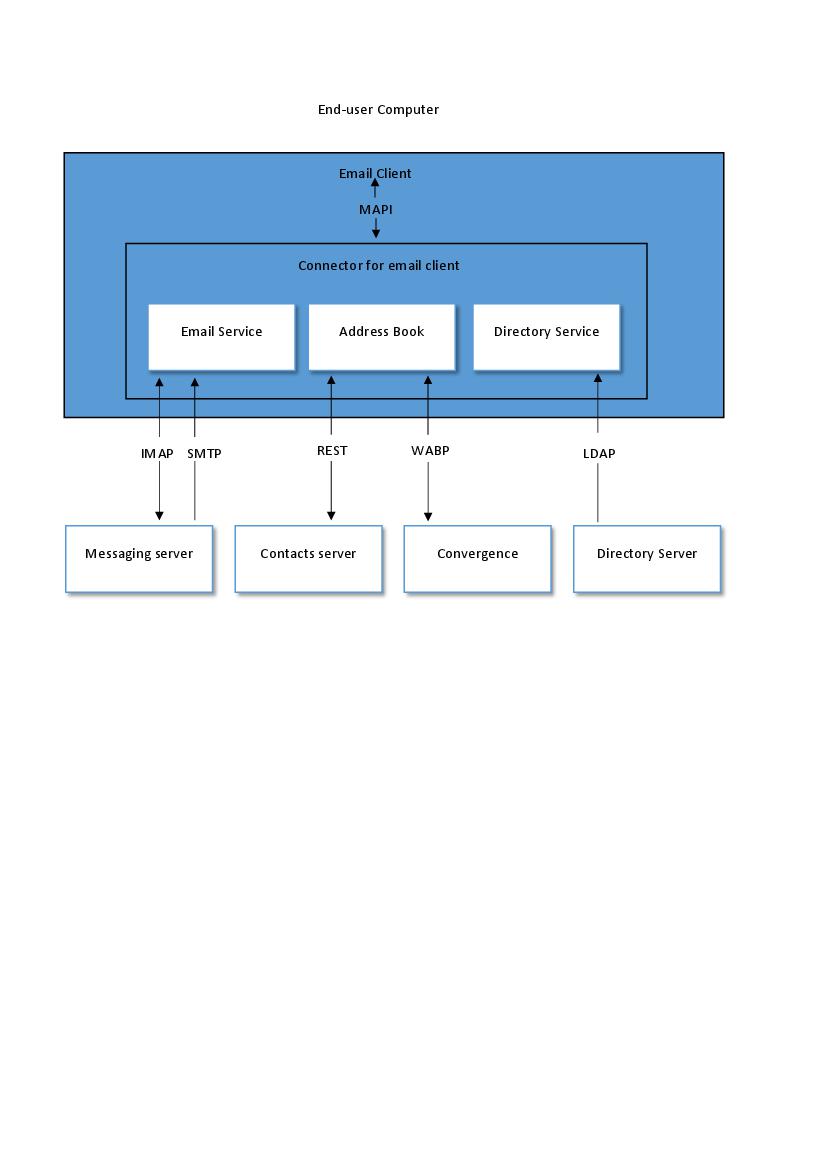 End-user Computer
Email Client
MAPI
Connector for email client
Email Service
Address Book
Directory Service
IMAP
SMTP
REST
WABP
LDAP
Messaging server
Contacts server
Convergence
Directory Server